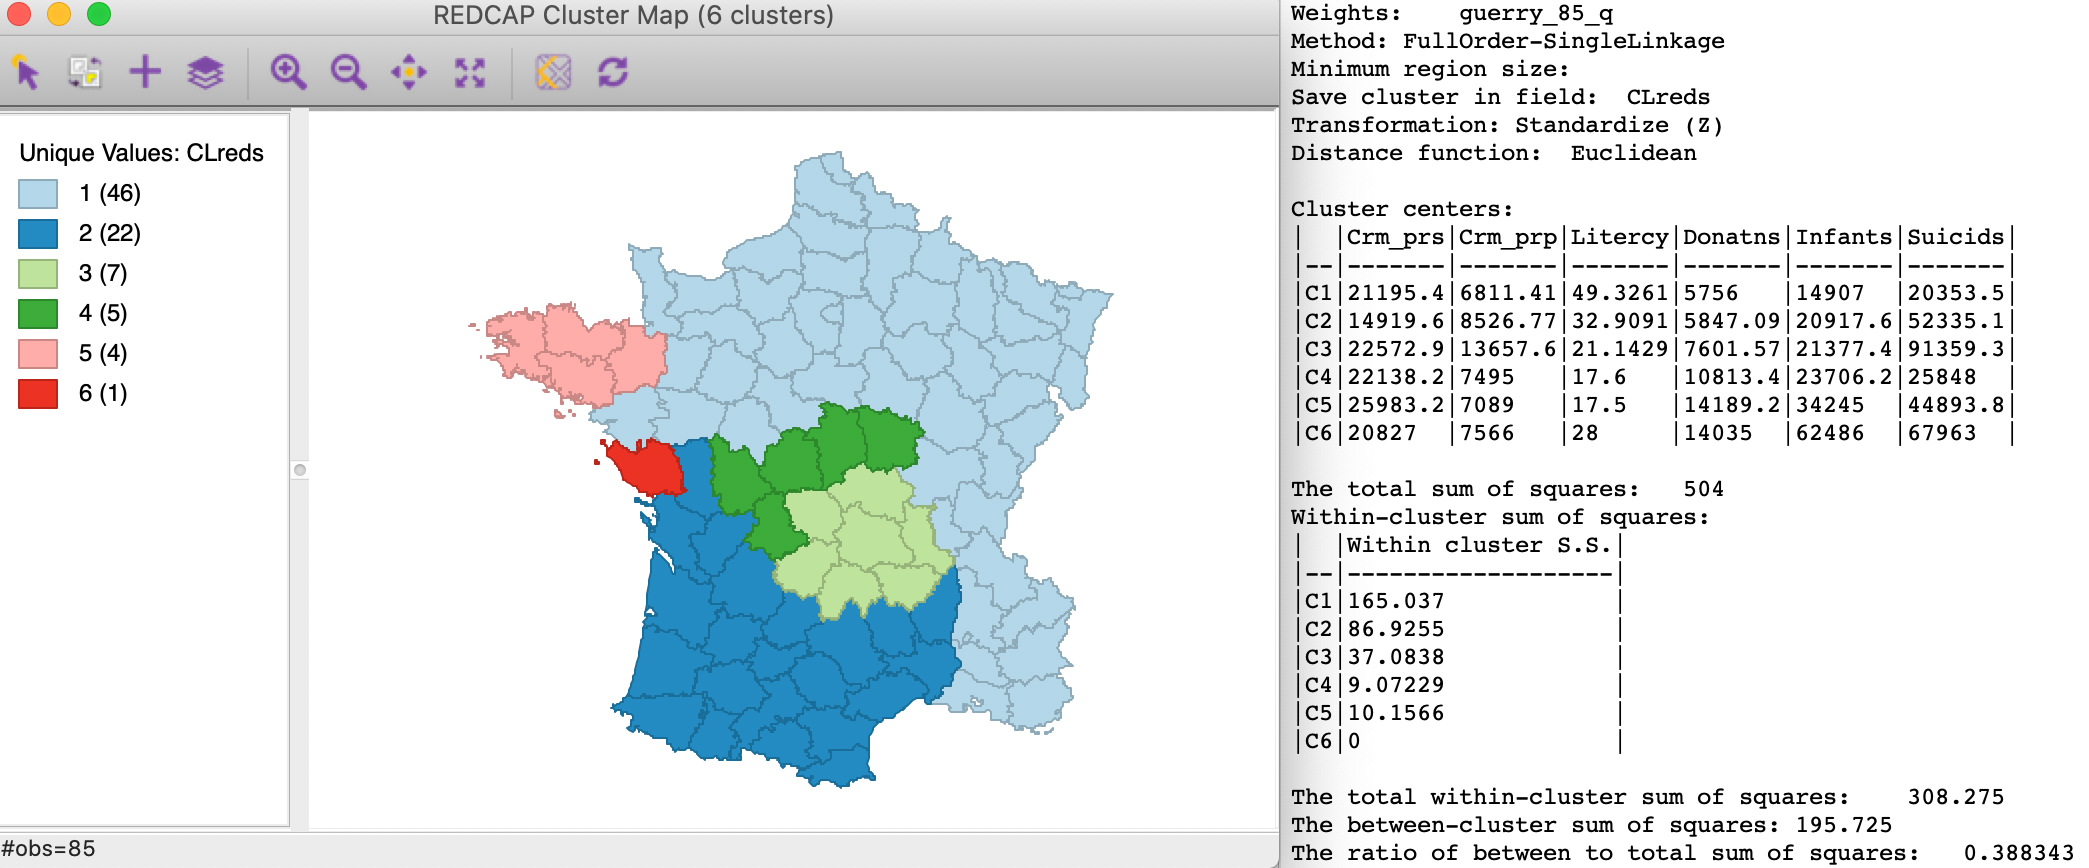 REDCAP Cluster Map (6 clusters)
Unique Values: CLreds
1 (46)
2 (22)
3 (7)
4 (5)
5 (4)
6 (1)
#obs=85
Weights:    guerry_85_q
Method: FullOrder-SingleLinkage
Minimum region size:
Save cluster in field:  CLreds
Transformation: Standardize (Z)
Distance function:  Euclidean
Cluster centers:
|  |Crm_prs|Crm_prp|Litercy|Donatns|Infants|Suicids|
|--|-------|-------|-------|-------|-------|-------|
|C1|21195.4|6811.41|49.3261|5756   |14907  |20353.5|
|C2|14919.6|8526.77|32.9091|5847.09|20917.6|52335.1|
|C3|22572.9|13657.6|21.1429|7601.57|21377.4|91359.3|
|C4|22138.2|7495   |17.6   |10813.4|23706.2|25848  |
|C5|25983.2|7089   |17.5   |14189.2|34245  |44893.8|
|C6|20827  |7566   |28     |14035  |62486  |67963  |
The total sum of squares:   504
Within-cluster sum of squares:
|  |Within cluster S.S.|
|--|-------------------|
|C1|165.037            |
|C2|86.9255            |
|C3|37.0838            |
|C4|9.07229            |
|C5|10.1566            |
|C6|0                  |
The total within-cluster sum of squares:    308.275
The between-cluster sum of squares: 195.725
The ratio of between to total sum of squares:   0.388343